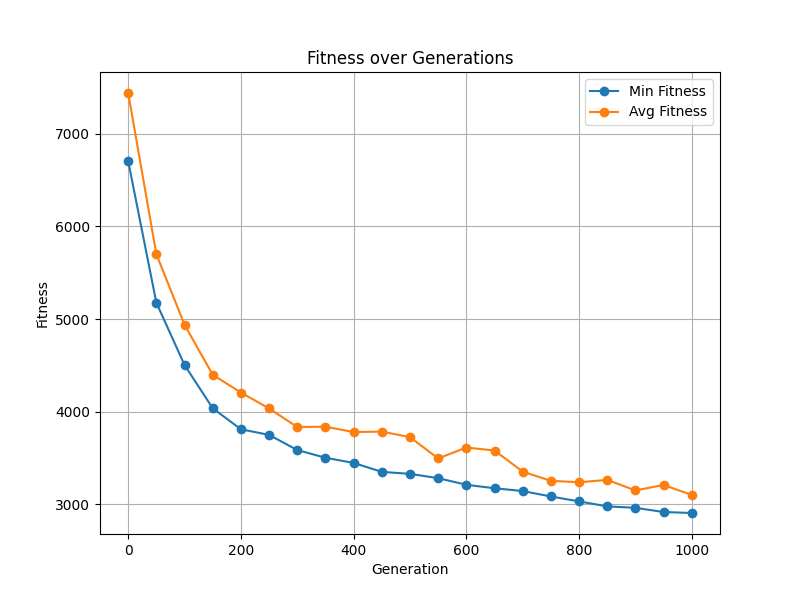 Fitness over Generations
Min Fitness
Avg Fitness
7000
6000
5000
4000
3000
Fitness
0 200 400 600 800 1000
Generation